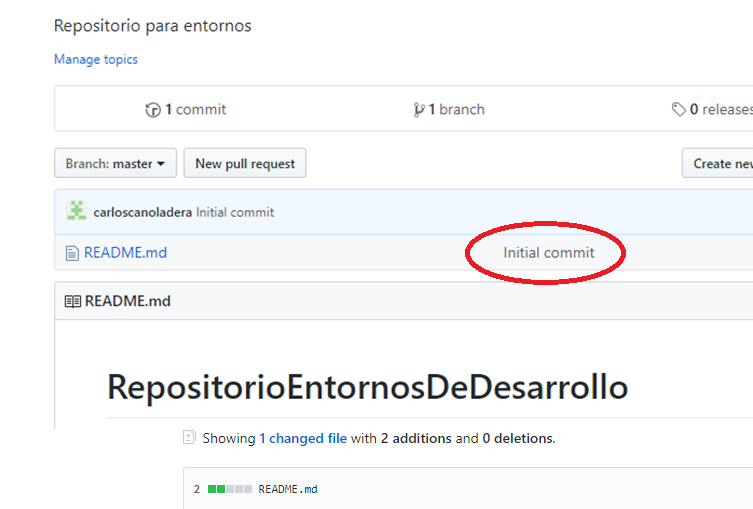 Repositorio para entornos
Manage topics
1 commit 1 branch 0 releases
Branch: master New pull request Create new
carloscanoladera Initial commit
README.md Initial commit
README.md
RepositorioEntornosDeDesarrollo
Showing 1 changed file with 2 additions and 0 deletions.
2 README.md